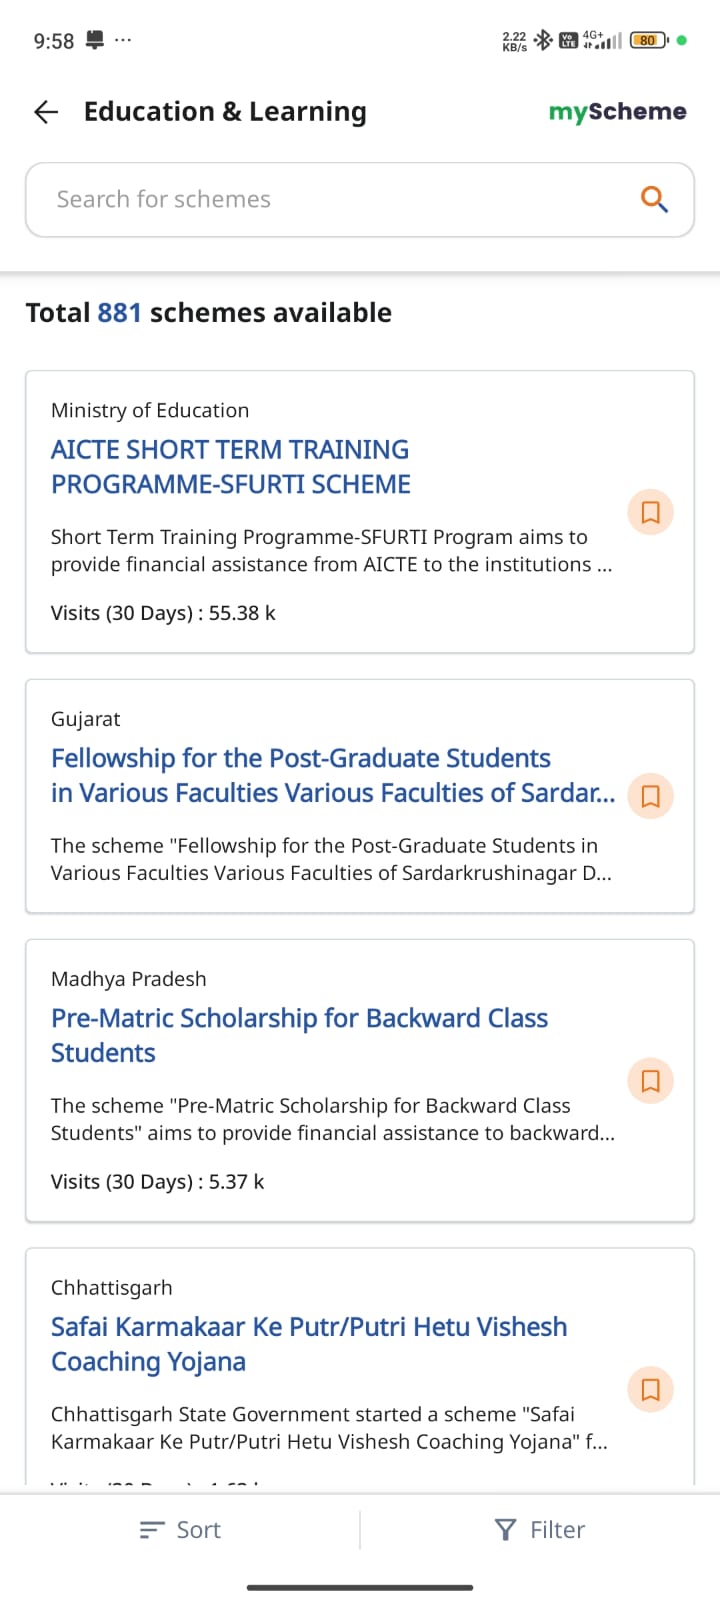 9:58
2.22 KB/s
Vo LTE
4G+
80
Education & Learning
myScheme
Search for schemes
Total 881 schemes available
Ministry of Education
AICTE SHORT TERM TRAINING
PROGRAMME-SFURTI SCHEME
Short Term Training Programme-SFURTI Program aims to
provide financial assistance from AICTE to the institutions ...
Visits (30 Days) : 55.38 k
Gujarat
Fellowship for the Post-Graduate Students
in Various Faculties Various Faculties of Sardar...
The scheme "Fellowship for the Post-Graduate Students in
Various Faculties Various Faculties of Sardarkrushinagar D...
Madhya Pradesh
Pre-Matric Scholarship for Backward Class
Students
The scheme "Pre-Matric Scholarship for Backward Class
Students" aims to provide financial assistance to backward...
Visits (30 Days) : 5.37 k
Chhattisgarh
Safai Karmakaar Ke Putr/Putri Hetu Vishesh
Coaching Yojana
Chhattisgarh State Government started a scheme "Safai
Karmakaar Ke Putr/Putri Hetu Vishesh Coaching Yojana" f...
Sort
Filter